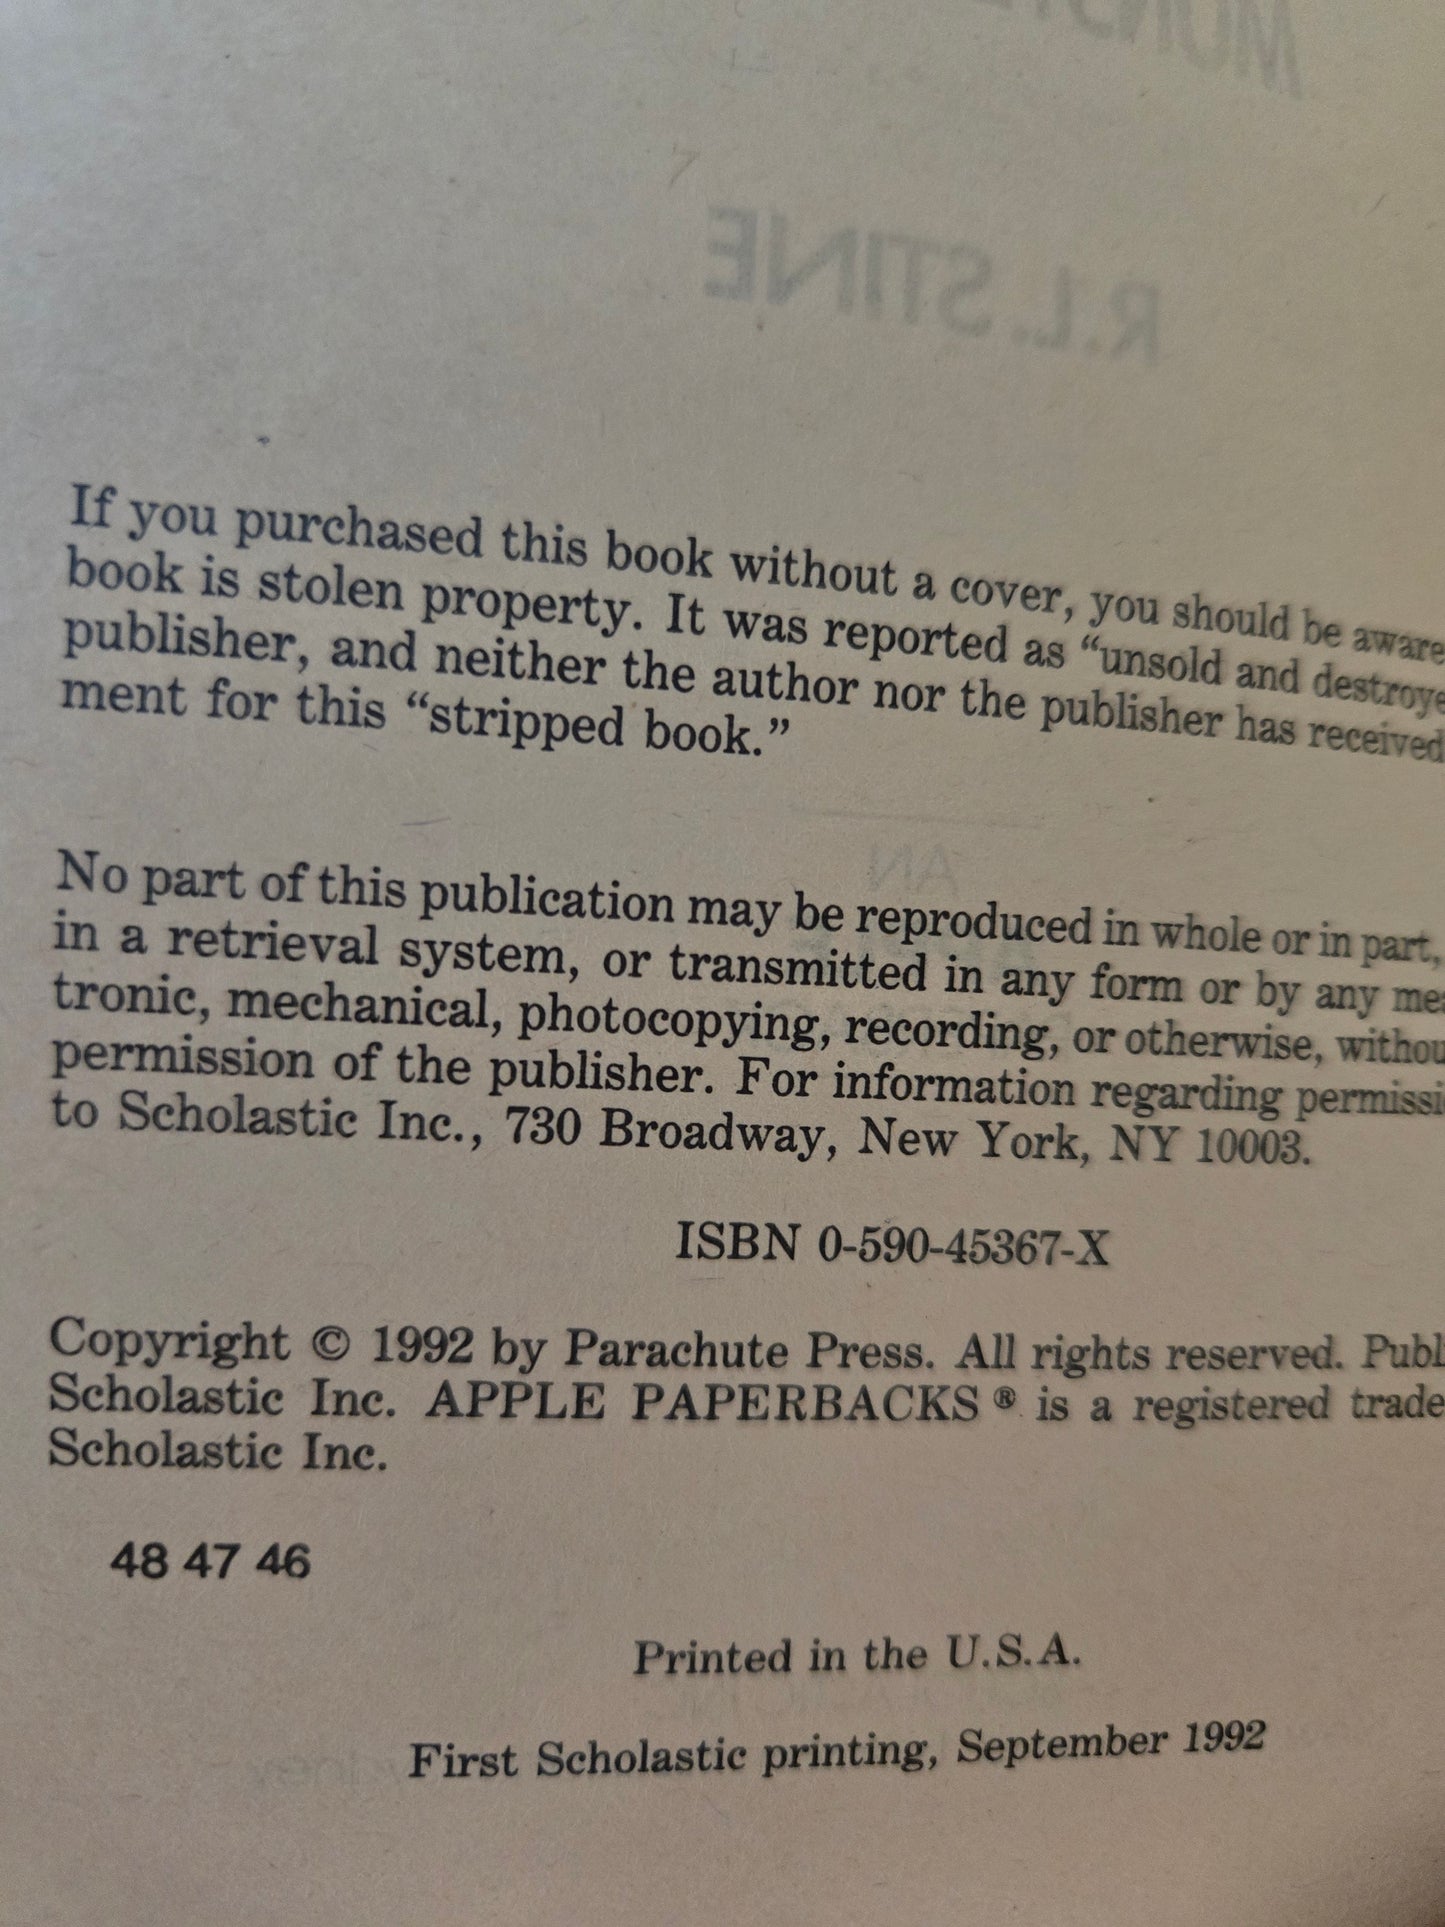 R.L. STINE
If you purchased this book without a cover, you should be aware
book is stolen property. It was reported as “unsold and destroye
publisher, and neither the author nor the publisher has received
ment for this “stripped book.”
AN
No part of this publication may be reproduced in whole or in part,
in a retrieval system, or transmitted in any form or by any
tronic, mechanical, photocopying, recording, or otherwise, withou
permission of the publisher. For information regarding permissi
to Scholastic Inc., 730 Broadway, New York, NY 10003.
ISBN 0-590-45367-X
Copyright © 1992 by Parachute Press. All rights reserved. Publ
Scholastic Inc. APPLE PAPERBACKS ® is a registered trade
Scholastic Inc.
48 47 46
Printed in the U.S.A.
First Scholastic printing, September 1992